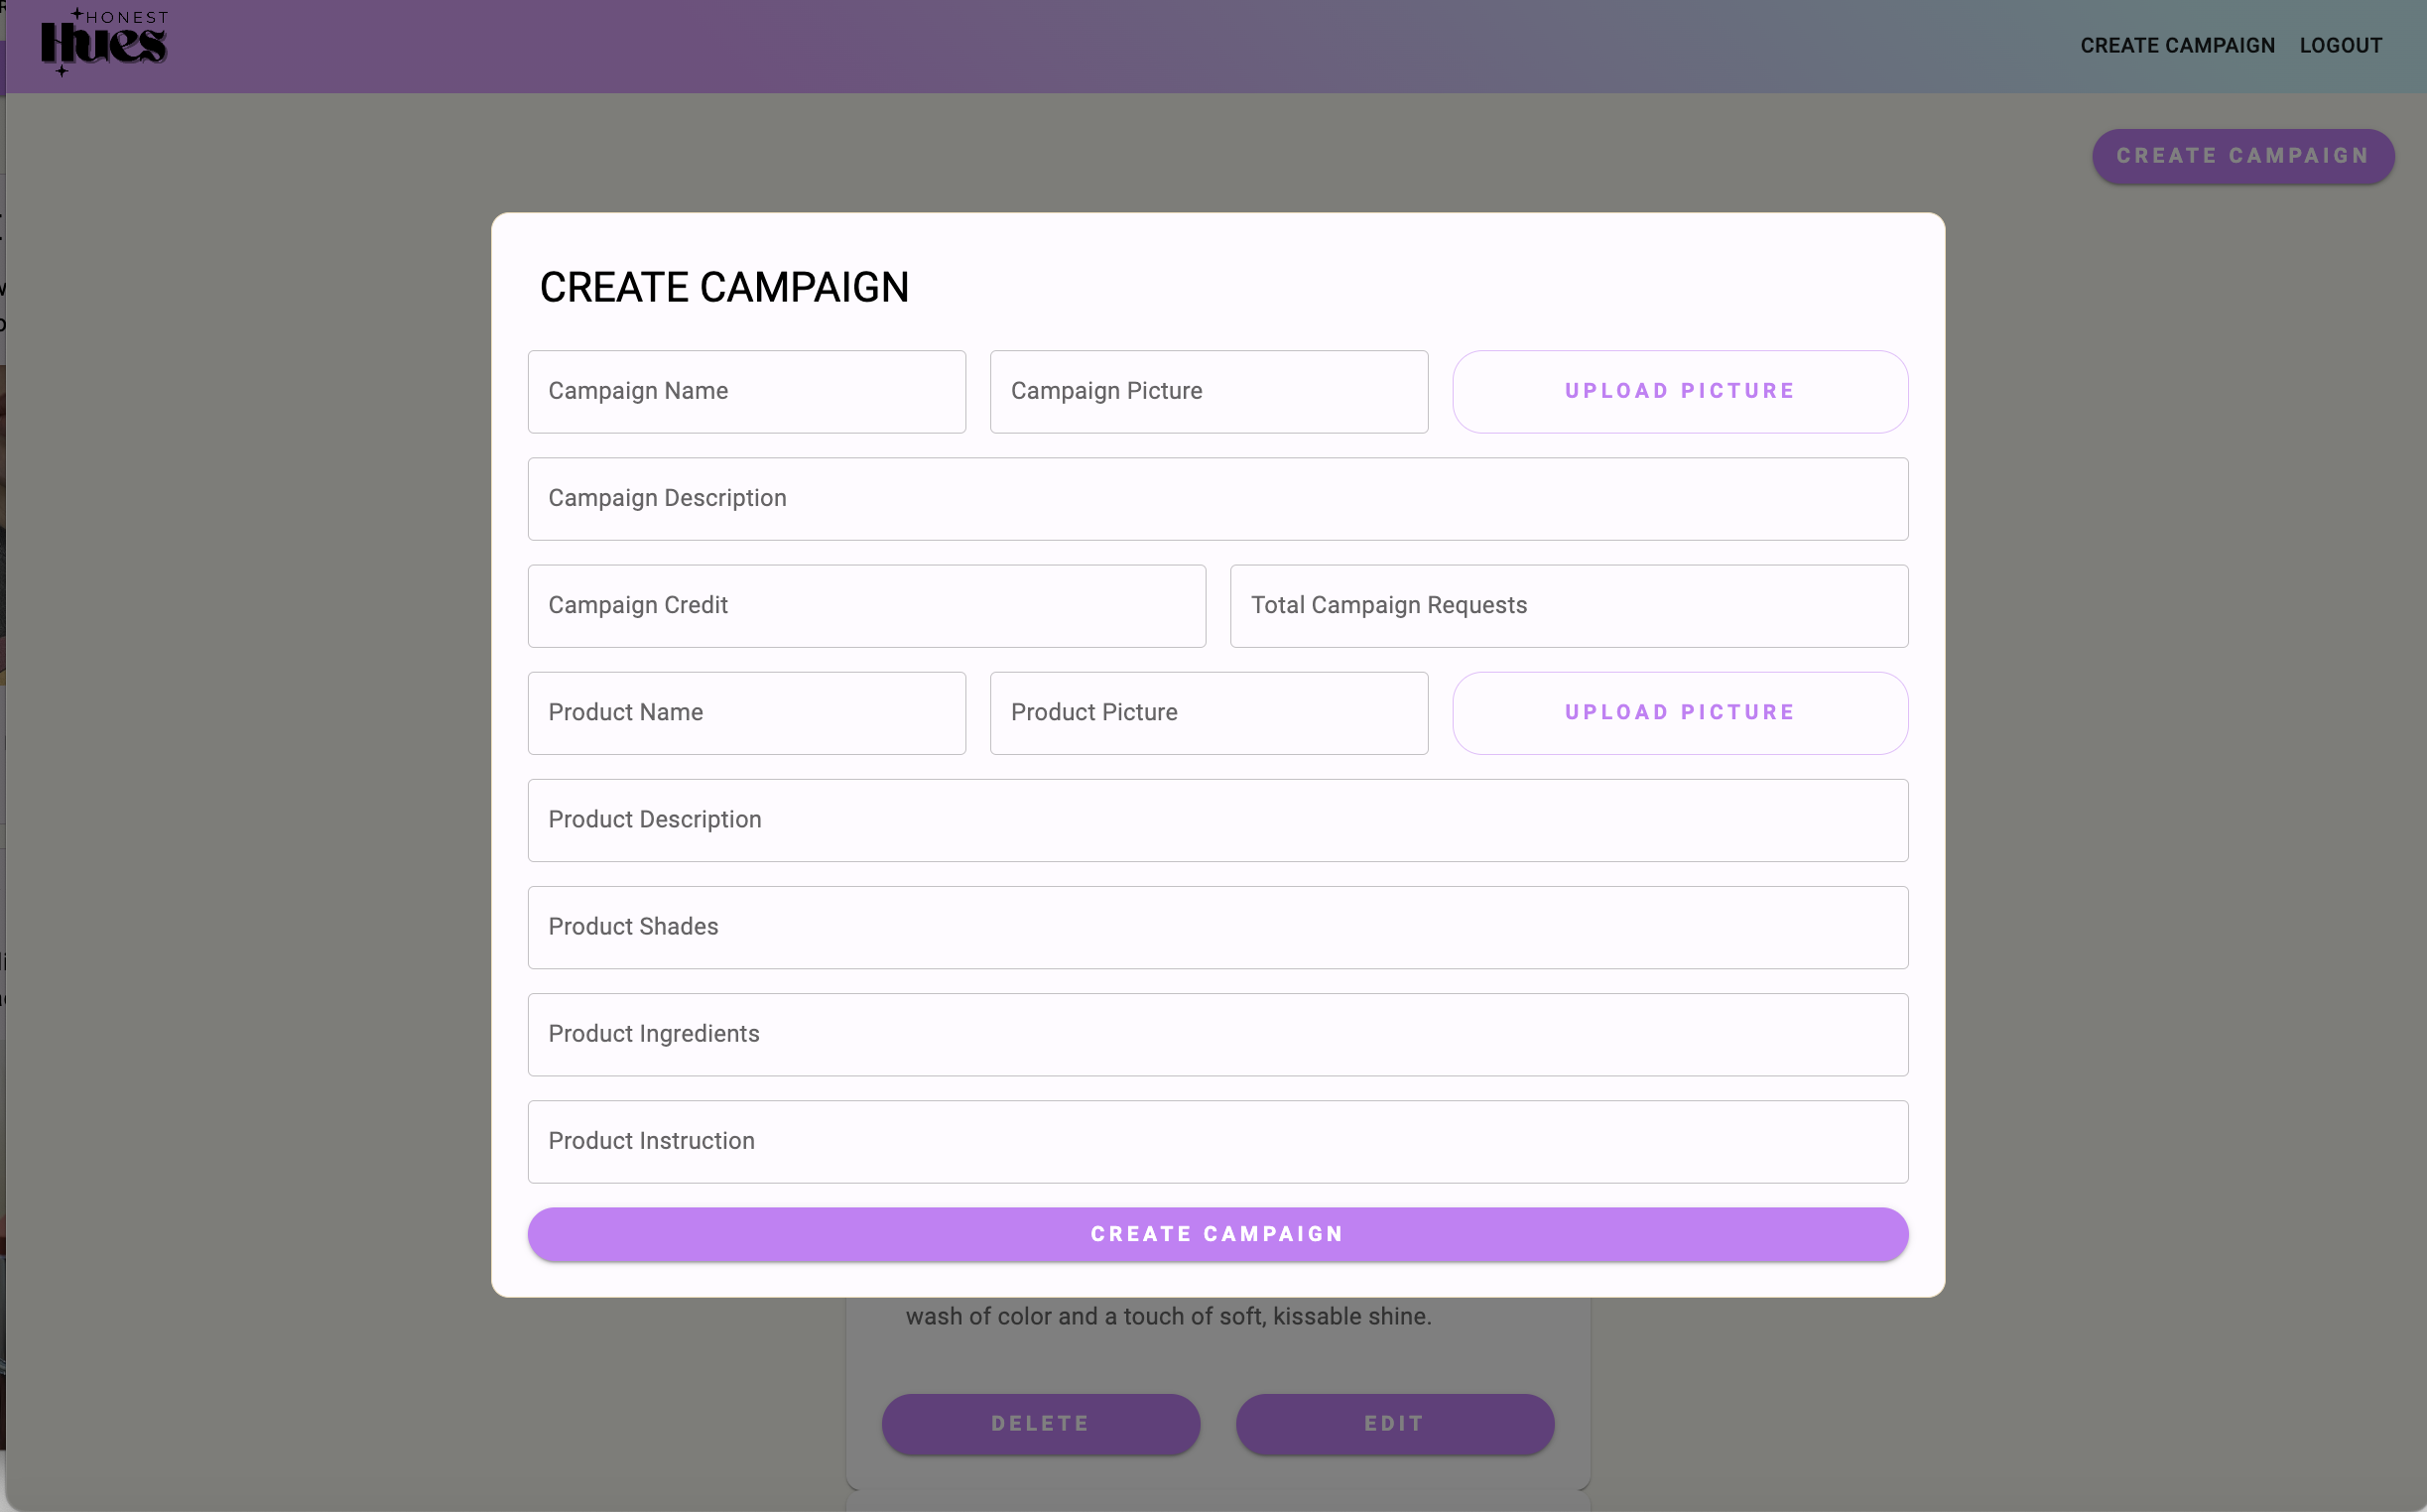 HONEST
Hues
CREATE CAMPAIGN LOGOUT
CREATE CAMPAIGN
CREATE CAMPAIGN
Campaign Name
Campaign Picture
UPLOAD PICTURE
Campaign Description
Campaign Credit
Total Campaign Requests
Product Name
Product Picture
UPLOAD PICTURE
Product Description
Product Shades
Product Ingredients
Product Instruction
CREATE CAMPAIGN
wash of color and a touch of soft, kissable shine.
DELETE
EDIT